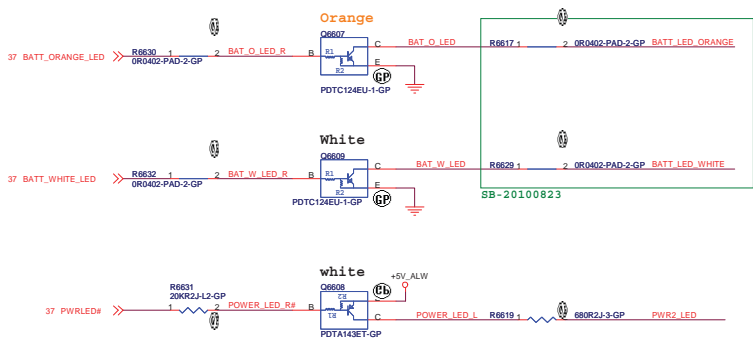 Orange
Q6607
37 BATT_ORANGE_LED
R6630
1
2
0R0402-PAD-2-GP
BAT_O_LED_R
B
R1
R2
C
E
GP
PDTC124EU-1-GP
BAT_O_LED
R6617 1
2 0R0402-PAD-2-GP
BATT_LED_ORANGE
White
Q6609
37 BATT_WHITE_LED
R6632
1
2
0R0402-PAD-2-GP
BAT_W_LED_R
B
R1
R2
C
E
GP
PDTC124EU-1-GP
BAT_W_LED
R6629 1
2 0R0402-PAD-2-GP
BATT_LED_WHITE
SB-20100823
white
Q6608
+5V_ALW
37 PWRLED#
R6631
20KR2J-L2-GP
1
2
POWER_LED_R#
B
R2
R1
E
C
GP
PDTA143ET-GP
POWER_LED_L
R6619 1
2 680R2J-3-GP
PWR2_LED